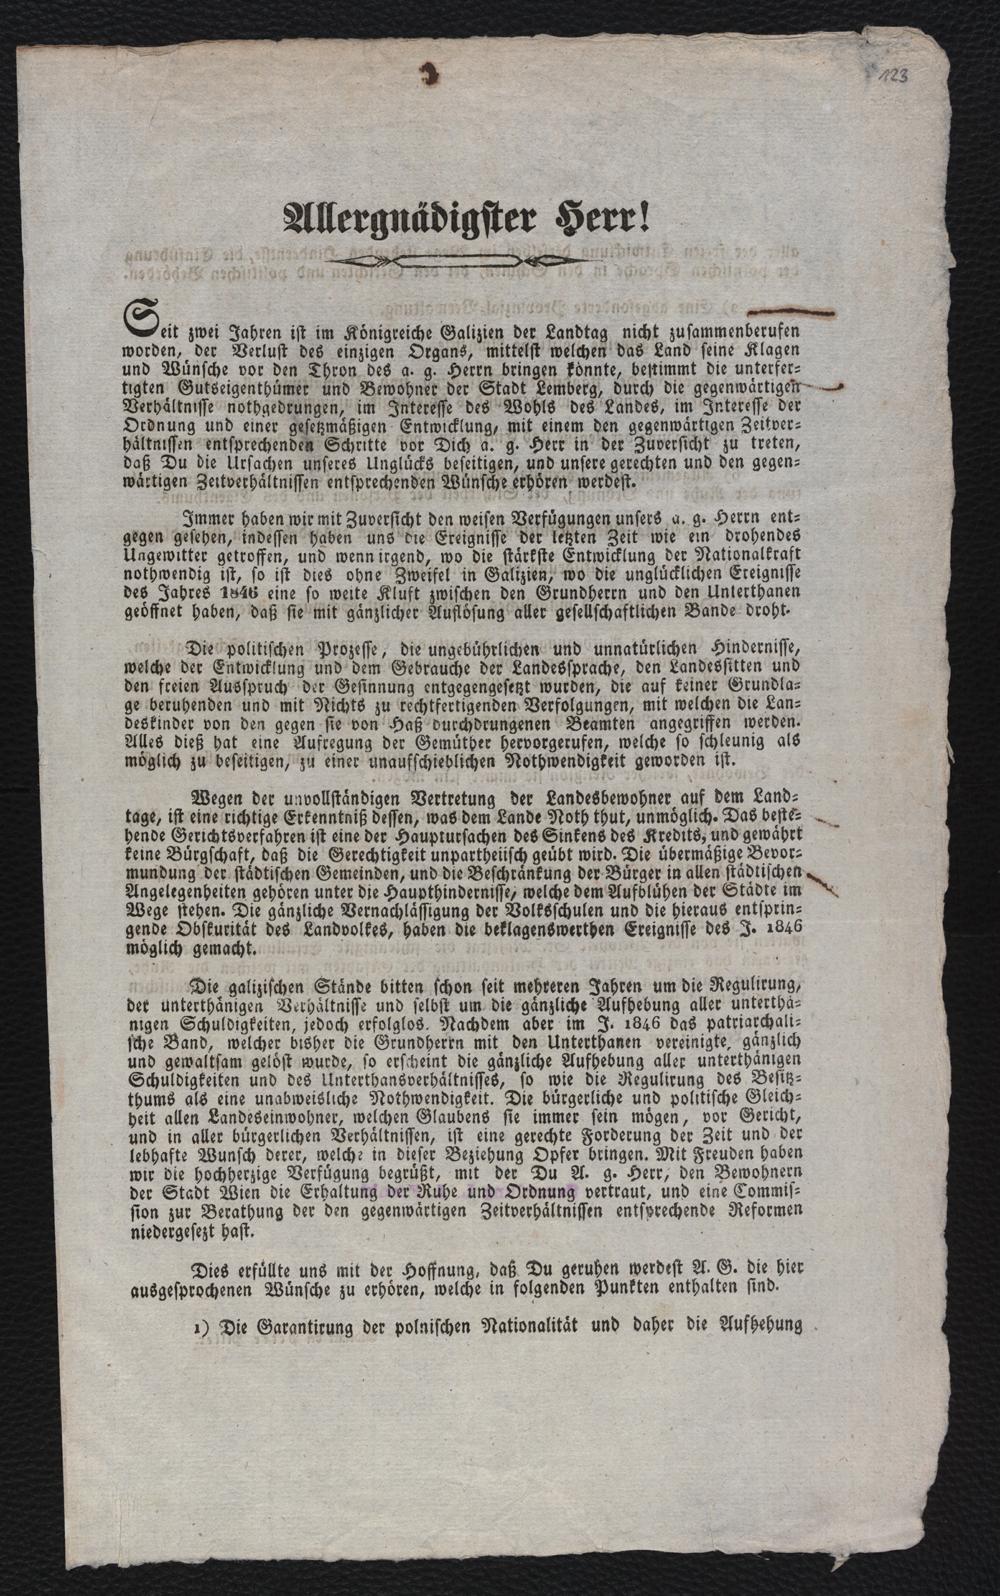 123
Allergnädigster Herr!
Seit zwei Jahren ist im Königreiche Galizien der Landtag nicht zusammenberufen
worden, der Verlust des einzigen Organs, mittelst welchen das Land seine Klagen
und Wünsche vor den Thron des a. g. Herrn bringen könnte, bestimmt die unterfer-
tigten Gutseigenthümer und Bewohner der Stadt Lemberg, durch die gegenwärtigen
Verhältnisse nothgedrungen, im Interesse des Wohls des Landes, im Interesse der
Ordnung und einer gesetzmäßigen Entwicklung, mit einem den gegenwärtigen Zeitver-
hältnissen entsprechenden Schritte vor Dich a. g. Herr in der Zuversicht zu treten,
daß Du die Ursachen unseres Unglücks beseitigen, und unsere gerechten und den gegen-
wärtigen Zeitverhältnissen entsprechenden Wünsche erhören werdest.
Immer haben wir mit Zuversicht den weisen Verfügungen unsers a. g. Herrn ent-
gegen gesehen, indessen haben uns die Ereignisse der letzten Zeit wie ein drohendes
Ungewitter getroffen, und wenn irgend, wo die stärkste Entwicklung der Nationalkraft
nothwendig ist, so ist dies ohne Zweifel in Galizien, wo die unglücklichen Ereignisse
des Jahres 1846 eine so weite Kluft zwischen den Grundherrn und den Unterthanen
geöffnet haben, daß sie mit gänzlicher Auflösung aller gesellschaftlichen Bande droht.
Die politischen Prozesse, die ungebührlichen und unnatürlichen Hindernisse,
welche der Entwicklung und dem Gebrauche der Landessprache, den Landessitten und
den freien Ausspruch der Gesinnung entgegengesetzt wurden, die auf keiner Grundla-
ge beruhenden und mit Nichts zu rechtfertigenden Verfolgungen, mit welchen die Lan-
deskinder von den gegen sie von Haß durchdrungenen Beamten angegriffen werden.
Alles dieß hat eine Aufregung der Gemüther hervorgerufen, welche so schleunig als
möglich zu beseitigen, zu einer unaufschieblichen Nothwendigkeit geworden ist.
Wegen der unvollständigen Vertretung der Landesbewohner auf dem Land-
tage, ist eine richtige Erkenntniß dessen, was dem Lande Noth thut, unmöglich. Das beste-
hende Gerichtsverfahren ist eine der Hauptursachen des Sinkens des Kredits, und gewährt
keine Bürgschaft, daß die Gerechtigkeit unpartheiisch geübt wird. Die übermäßige Bevor-
mundung der städtischen Gemeinden, und die Beschränkung der Bürger in allen städtischen
Angelegenheiten gehören unter die Haupthindernisse, welche dem Aufblühen der Städte im
Wege stehen. Die gänzliche Vernachlässigung der Volksschulen und die hieraus entsprin-
gende Obskurität des Landvolkes, haben die beklagenswerthen Ereignisse des J. 1846
möglich gemacht.
Die galizischen Stände bitten schon seit mehreren Jahren um die Regulirung,
der unterthänigen Verhältnisse und selbst um die gänzliche Aufhebung aller unterthä-
nigen Schuldigkeiten, jedoch erfolglos. Nachdem aber im J. 1846 das patriarchali-
sche Band, welcher bisher die Grundherrn mit den Unterthanen vereinigte, gänzlich
und gewaltsam gelöst wurde, so erscheint die gänzliche Aufhebung aller unterthänigen
Schuldigkeiten und des Unterthansverhältnisses, so wie die Regulirung des Besitz-
thums als eine unabweisliche Nothwendigkeit. Die bürgerliche und politische Gleich-
heit allen Landeseinwohner, welchen Glaubens sie immer sein mögen, vor Gericht,
und in aller bürgerlichen Verhältnissen, ist eine gerechte Forderung der Zeit und der
lebhafte Wunsch derer, welche in dieser Beziehung Opfer bringen. Mit Freuden haben
wir die hochherzige Verfügung begrüßt, mit der Du A. g. Herr, den Bewohnern
der Stadt Wien die Erhaltung der Ruhe und Ordnung vertraut, und eine Commis-
sion zur Berathung der den gegenwärtigen Zeitverhältnissen entsprechende Reformen
niedergesezt hast.
Dies erfüllte uns mit der Hoffnung, daß Du geruhen werdest A. G. die hier
ausgesprochenen Wünsche zu erhören, welche in folgenden Punkten enthalten sind.
1) Die Garantirung der polnischen Nationalität und daher die Aufhebung